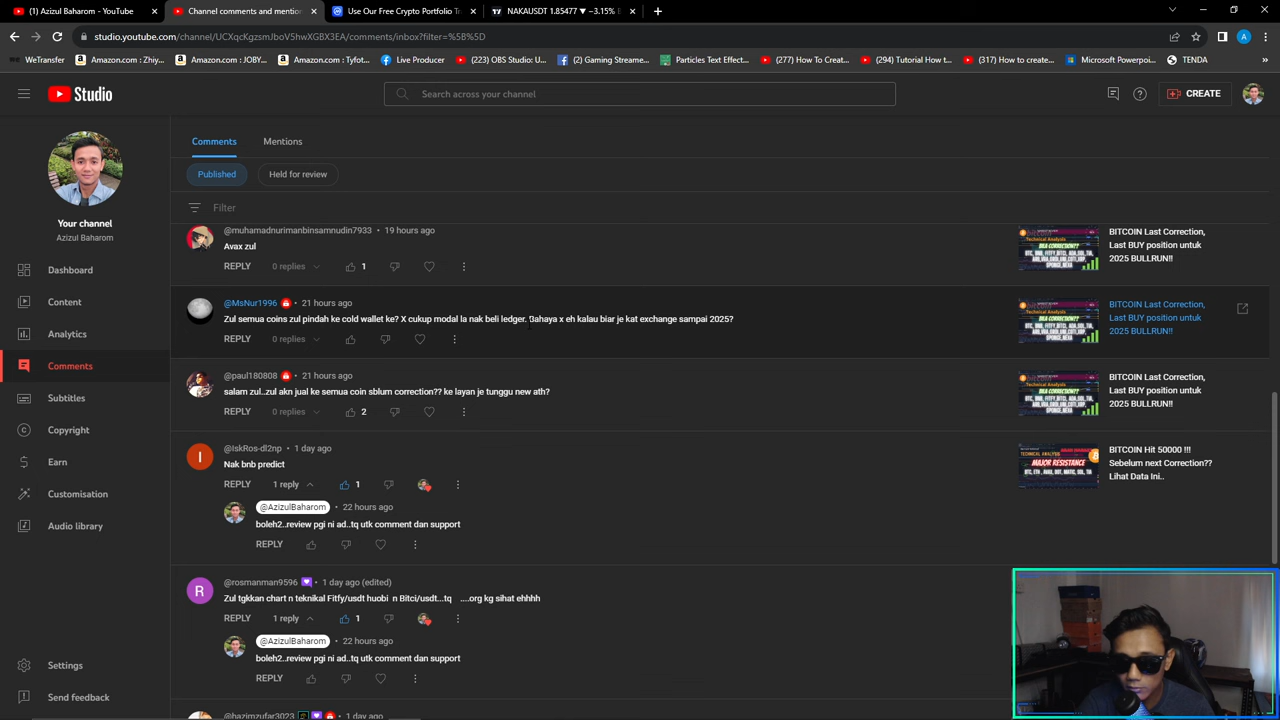 (1) Azizul Baharom - YouTube
Channel comments and mentio
Use Our Free Crypto Portfolio To
NAKAUSDT 1.85477 ▼ −3.15%
studio.youtube.com/channel/UCXqcKgzsmJboV5hwXGBX3EA/comments/inbox?filter=%5B%5D
WeTransfer
Amazon.com : Zhiy...
Amazon.com : JOBY...
Amazon.com : Tyfot...
Live Producer
(223) OBS Studio: U...
(2) Gaming Streame...
Particles Text Effect...
(277) How To Creat...
(294) Tutorial How t...
(317) How to create...
Microsoft Powerpoi...
TENDA
Studio
Search across your channel
CREATE
Your channel
Azizul Baharom
Dashboard
Content
Analytics
Comments
Subtitles
Copyright
Earn
Customisation
Audio library
Settings
Send feedback
Comments
Mentions
Published
Held for review
Filter
@muhamadnurimanbinsamnudin7933 • 19 hours ago
Avax zul
REPLY 0 replies 1
BITCOIN Last Correction,
Last BUY position untuk
2025 BULLRUN!!
@MsNur1996 • 21 hours ago
Zul semua coins zul pindah ke cold wallet ke? X cukup modal la nak beli ledger. Bahaya x eh kalau biar je kat exchange sampai 2025?
REPLY 0 replies
BITCOIN Last Correction,
Last BUY position untuk
2025 BULLRUN!!
@paul180808 • 21 hours ago
salam zul..zul akn jual ke semua coin sblum correction?? ke layan je tunggu new ath?
REPLY 0 replies 2
BITCOIN Last Correction,
Last BUY position untuk
2025 BULLRUN!!
@IskRos-dl2np • 1 day ago
Nak bnb predict
REPLY 1 reply 1
BITCOIN Hit 50000 !!!
Sebelum next Correction??
Lihat Data Ini..
@AzizulBaharom • 22 hours ago
boleh2..review pgi ni ad..tq utk comment dan support
REPLY
@rosmanman9596 • 1 day ago (edited)
Zul tgkkan chart n teknikal Fitfy/usdt huobi n Bitci/usdt...tq ....org kg sihat ehhhh
REPLY 1 reply 1
@AzizulBaharom • 22 hours ago
boleh2..review pgi ni ad..tq utk comment dan support
REPLY
@hazimzufar3023 • 1 day ago